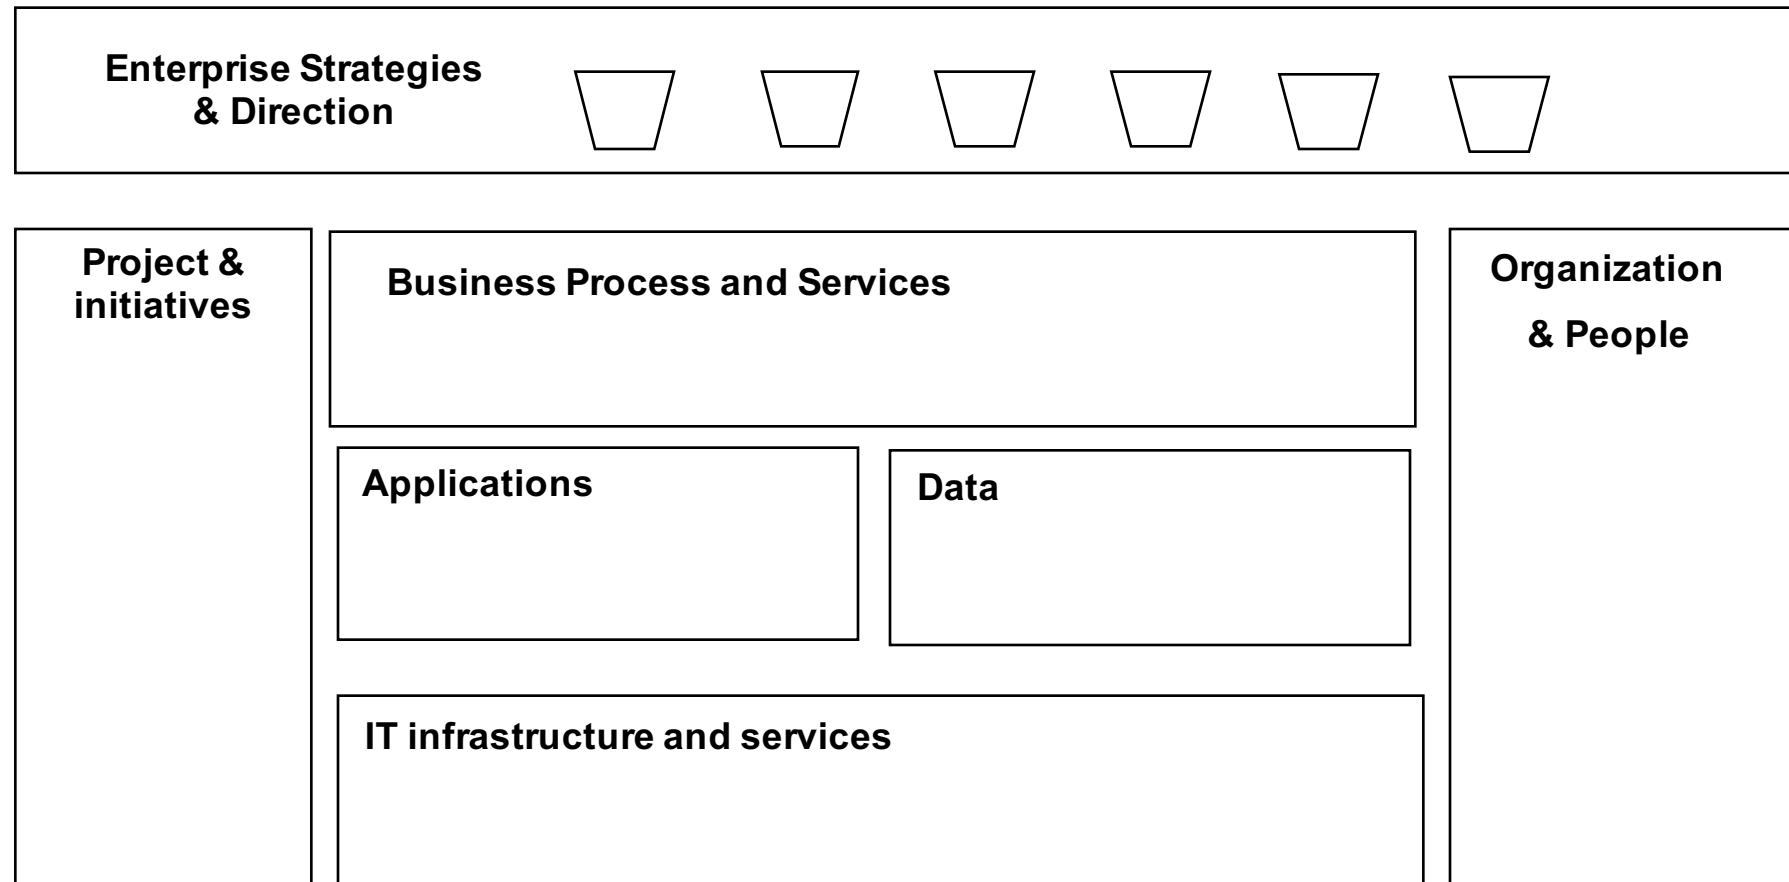 Enterprise Strategies
& Direction
Project &
initiatives
Business Process and Services
Organization
& People
Applications
Data
IT infrastructure and services